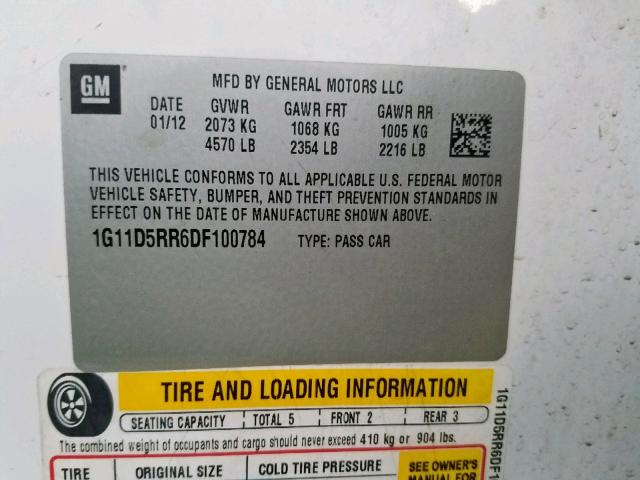 GM
MFD BY GENERAL MOTORS LLC
DATE GVWR GAWR FRT GAWR RR
01/12 2073 KG 1068 KG 1005 KG
4570 LB 2354 LB 2216 LB
THIS VEHICLE CONFORMS TO ALL APPLICABLE U.S. FEDERAL MOTOR
VEHICLE SAFETY, BUMPER, AND THEFT PREVENTION STANDARDS IN
EFFECT ON THE DATE OF MANUFACTURE SHOWN ABOVE.
1G11D5RR6DF100784 TYPE: PASS CAR
TIRE AND LOADING INFORMATION
SEATING CAPACITY TOTAL 5 FRONT 2 REAR 3
The combined weight of occupants and cargo should never exceed 410 kg or 904 lbs.
TIRE ORIGINAL SIZE COLD TIRE PRESSURE
SEE OWNER'S
MANUAL FOR
1G11D5RR6DF1